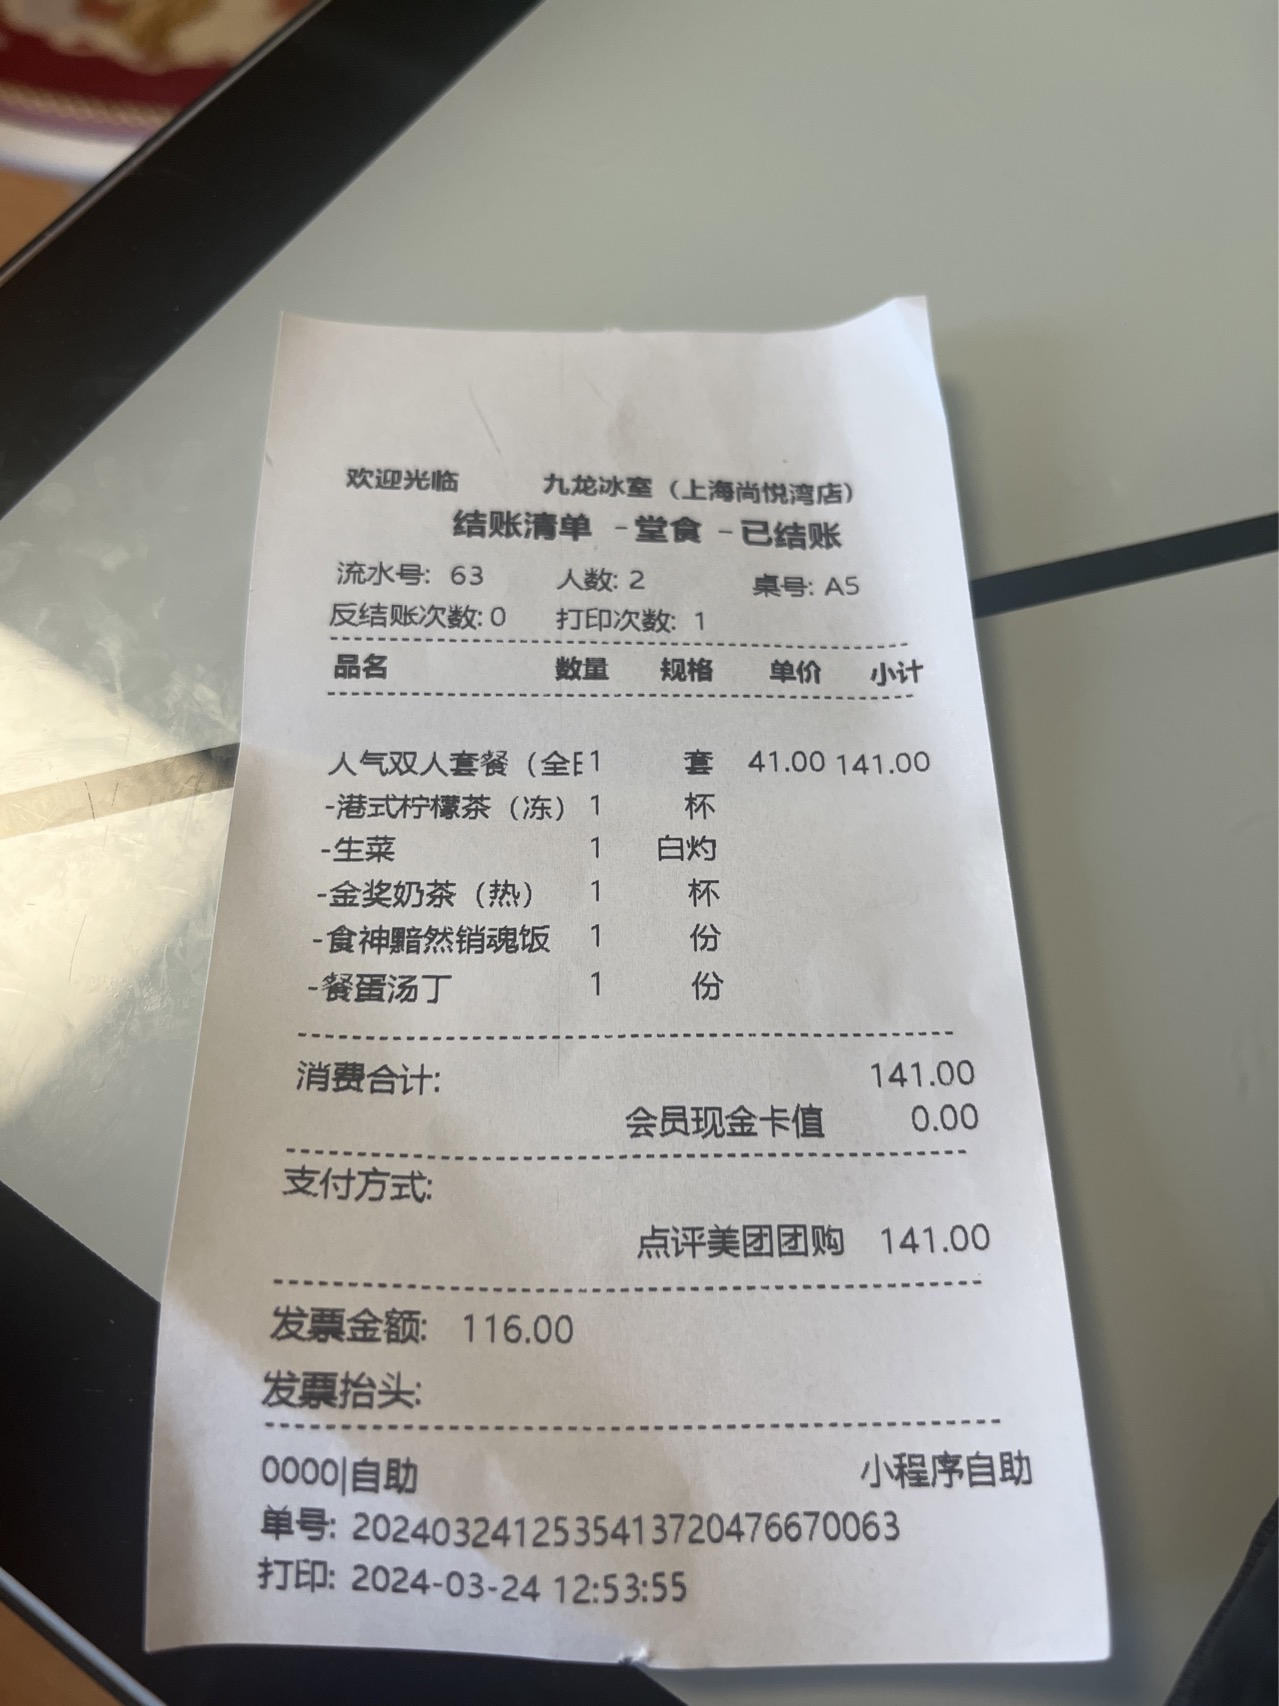 欢迎光临 九龙冰室（上海尚悦湾店）
结账清单 -堂食 -已结账
流水号: 63 人数: 2 桌号: A5
反结账次数: 0 打印次数: 1
品名 数量 规格 单价 小计
人气双人套餐（全日1 套 41.00 141.00
-港式柠檬茶（冻） 1 杯
-生菜 1 白灼
-金奖奶茶（热） 1 杯
-食神黯然销魂饭 1 份
-餐蛋汤丁 1 份
消费合计: 141.00
会员现金卡值 0.00
支付方式:
点评美团团购 141.00
发票金额: 116.00
发票抬头:
0000|自助 小程序自助
单号: 2024032412535413720476670063
打印: 2024-03-24 12:53:55